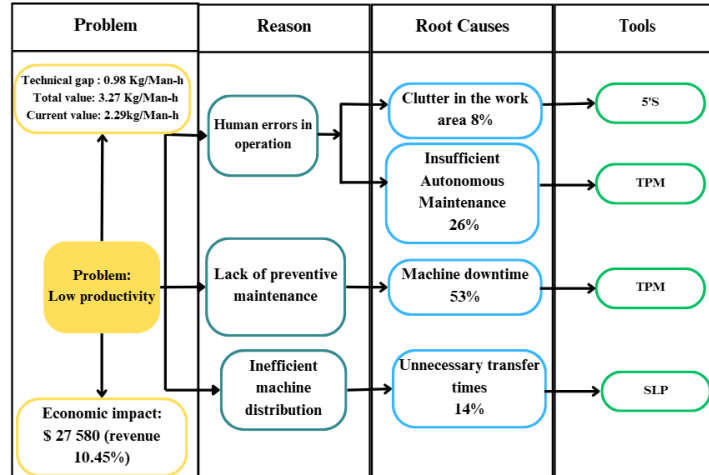 Problem
Reason
Root Causes
Tools
Technical gap : 0.98 Kg/Man-h
Total value: 3.27 Kg/Man-h
Current value: 2.29kg/Man-h
Human errors in
operation
Clutter in the work
area 8%
5'S
Insufficient
Autonomous
Maintenance
26%
TPM
Problem:
Low productivity
Lack of preventive
maintenance
Machine downtime
53%
TPM
Inefficient
machine
distribution
Unnecessary transfer
times
14%
SLP
Economic impact:
$ 27 580 (revenue
10.45%)